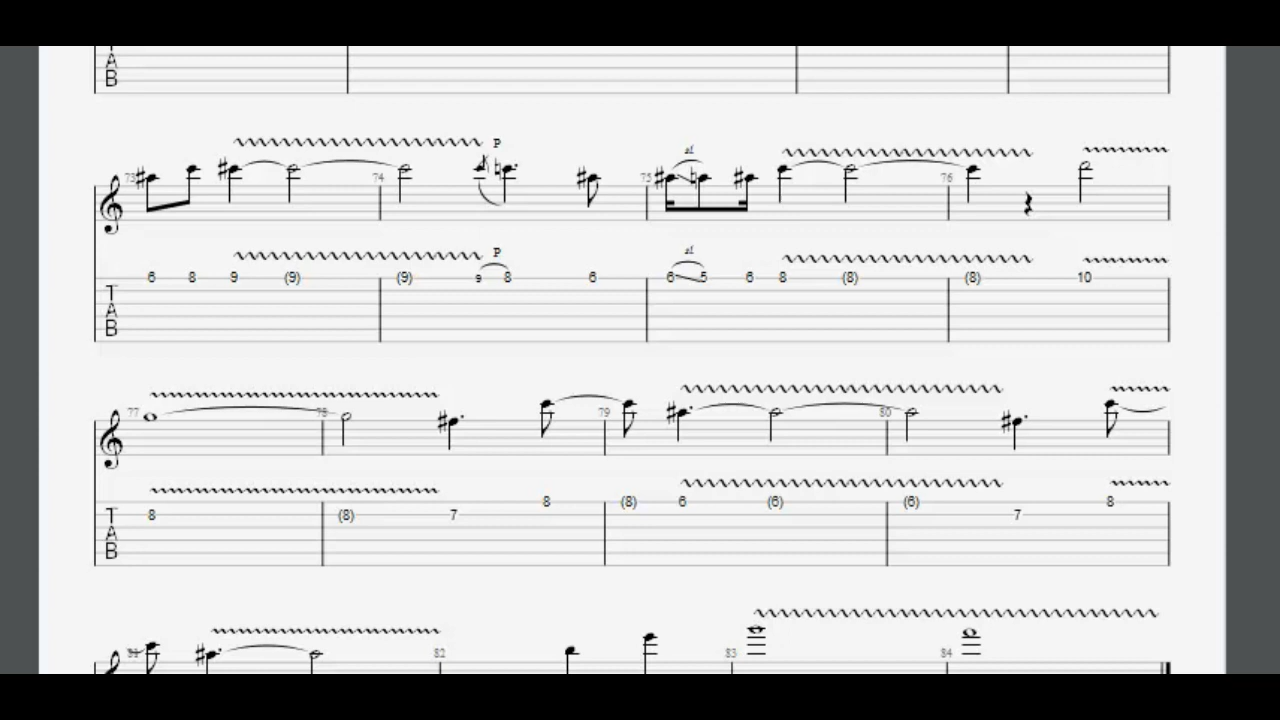 A
B
P
sl
73 74 75 76
P
sl
6 8 9 (9) (9) 9 8 6 6 5 6 8 (8) (8) 10
T
A
B
77 78 79 80
8 (8) 6 (6) (6) 8
8 (8) 7 7
T
A
B
81 82 83 84